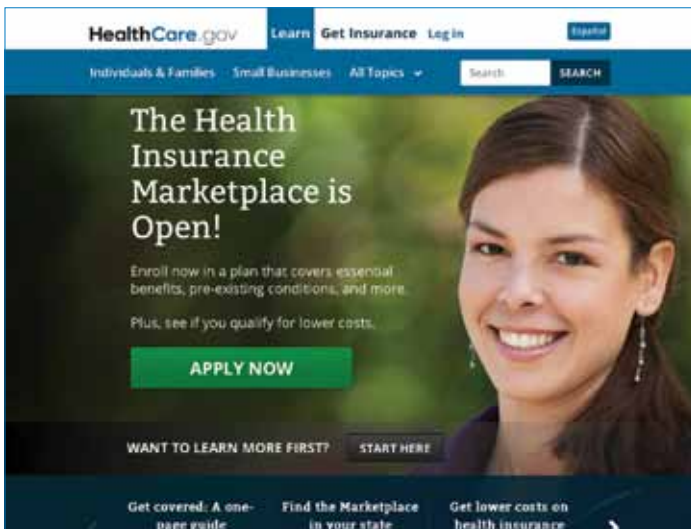 HealthCare.gov Learn Get Insurance Log in Español
Individuals & Families Small Businesses All Topics Search SEARCH
The Health
Insurance
Marketplace is
Open!
Enroll now in a plan that covers essential
benefits, pre-existing conditions, and more.
Plus, see if you qualify for lower costs.
APPLY NOW
WANT TO LEARN MORE FIRST? START HERE
Get covered: A one- Find the Marketplace Get lower costs on
page guide in your state health insurance